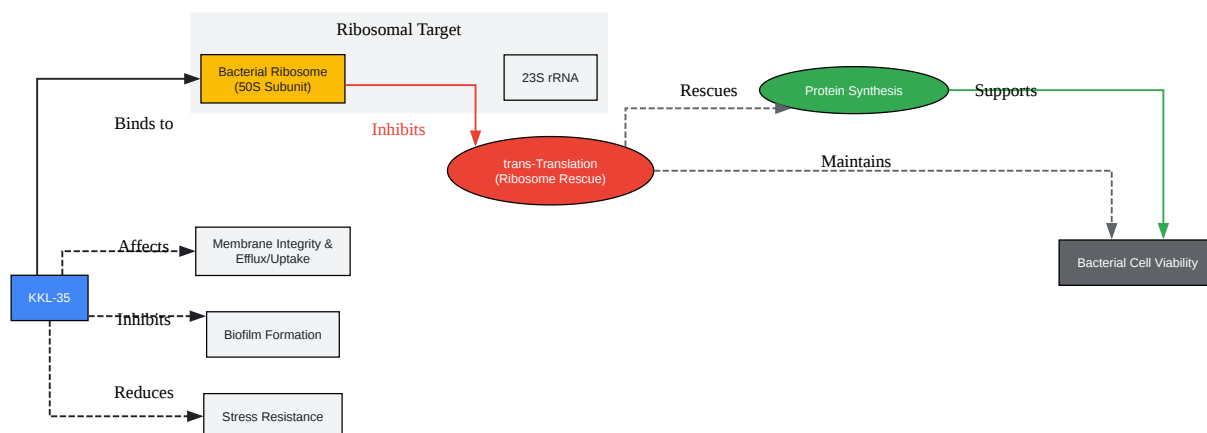 Ribosomal Target
Bacterial Ribosome
(50S Subunit)
23S rRNA
Binds to
Inhibits
Rescues
Protein Synthesis
Supports
trans-Translation
(Ribosome Rescue)
Maintains
Affects
Membrane Integrity &
Efflux/Uptake
Bacterial Cell Viability
KKL-35
Inhibits
Biofilm Formation
Reduces
Stress Resistance